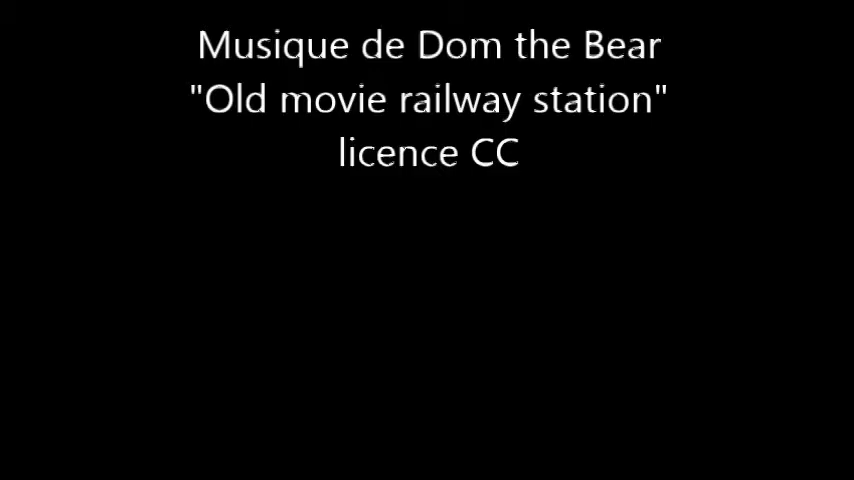 Musique de Dom the Bear
"Old movie railway station"
licence CC